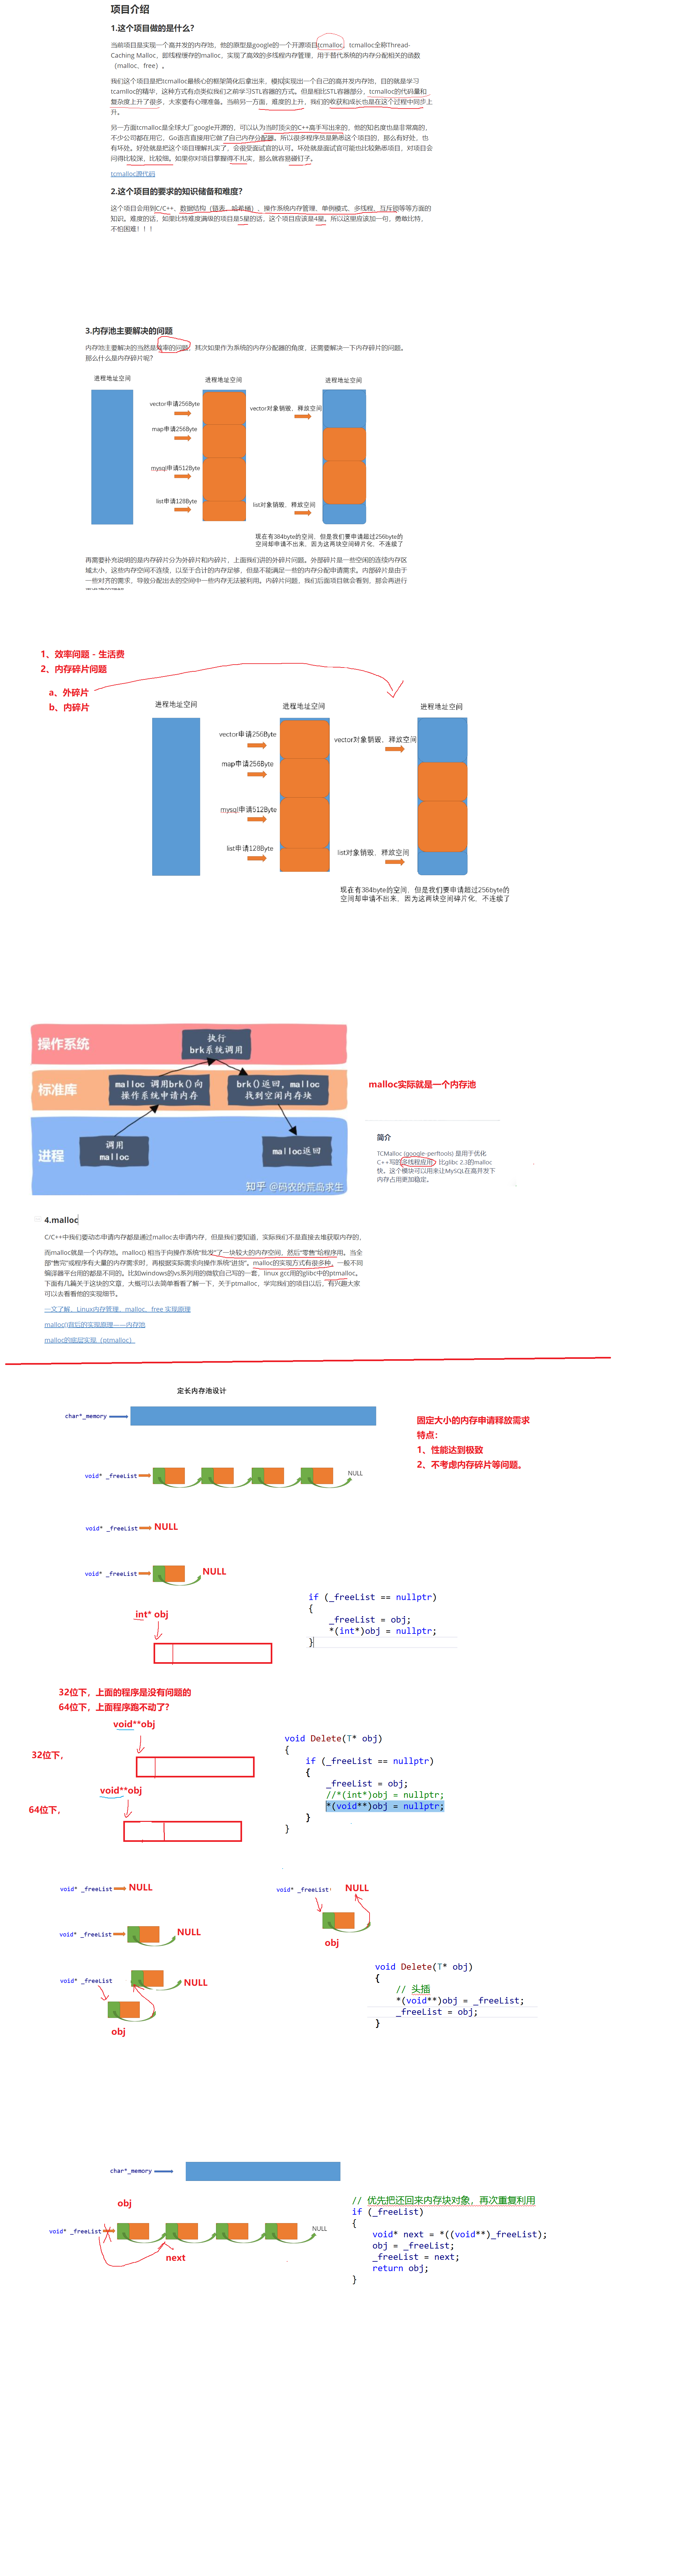 项目介绍
1.这个项目做的是什么？
当前项目是实现一个高并发的内存池，他的原型是google的一个开源项目tcmalloc，tcmalloc全称Thread-
Caching Malloc，即线程缓存的malloc，实现了高效的多线程内存管理，用于替代系统的内存分配相关的函数
（malloc、free）。
我们这个项目是把tcmalloc最核心的框架简化后拿出来，模拟实现出一个自己的高并发内存池，目的就是学习
tcamlloc的精华，这种方式有点类似我们之前学习STL容器的方式。但是相比STL容器部分，tcmalloc的代码量和
复杂度上升了很多，大家要有心理准备。当前另一方面，难度的上升，我们的收获和成长也是在这个过程中同步上
升。
另一方面tcmalloc是全球大厂google开源的，可以认为当时顶尖的C++高手写出来的，他的知名度也是非常高的，
不少公司都在用它，Go语言直接用它做了自己内存分配器。所以很多程序员是熟悉这个项目的，那么有好处，也
有坏处。好处就是把这个项目理解扎实了，会很受面试官的认可。坏处就是面试官可能也比较熟悉项目，对项目会
问得比较深，比较细。如果你对项目掌握得不扎实，那么就容易碰钉子。
tcmalloc源代码
2.这个项目的要求的知识储备和难度？
这个项目会用到C/C++、数据结构（链表、哈希桶）、操作系统内存管理、单例模式、多线程、互斥锁等等方面的
知识。难度的话，如果比特难度满级的项目是5星的话，这个项目应该是4星。所以这里应该加一句，勇敢比特，
不怕困难！！！
3.内存池主要解决的问题
内存池主要解决的当然是效率的问题，其次如果作为系统的内存分配器的角度，还需要解决一下内存碎片的问题。
那么什么是内存碎片呢？
进程地址空间
进程地址空间
进程地址空间
vector申请256Byte
map申请256Byte
mysql申请512Byte
list申请128Byte
vector对象销毁，释放空间
list对象销毁，释放空间
现在有384byte的空间，但是我们要申请超过256byte的
空间却申请不出来，因为这两块空间碎片化，不连续了
再需要补充说明的是内存碎片分为外碎片和内碎片，上面我们讲的外碎片问题。外部碎片是一些空闲的连续内存区
域太小，这些内存空间不连续，以至于合计的内存足够，但是不能满足一些的内存分配申请需求。内部碎片是由于
一些对齐的需求，导致分配出去的空间中一些内存无法被利用。内碎片问题，我们后面项目就会看到，那会再进行
1、效率问题 - 生活费
2、内存碎片问题
a、外碎片
b、内碎片
进程地址空间
进程地址空间
进程地址空间
vector申请256Byte
map申请256Byte
mysql申请512Byte
list申请128Byte
vector对象销毁，释放空间
list对象销毁，释放空间
现在有384byte的空间，但是我们要申请超过256byte的
空间却申请不出来，因为这两块空间碎片化，不连续了
操作系统
执行
brk系统调用
标准库
malloc 调用brk()向
操作系统申请内存
brk()返回，malloc
找到空闲内存块
进程
调用
malloc
malloc返回
知乎 @码农的荒岛求生
malloc实际就是一个内存池
简介
TCMalloc (google-perftools) 是用于优化
C++写的多线程应用，比glibc 2.3的malloc
快。这个模块可以用来让MySQL在高并发下
内存占用更加稳定。
4.malloc
C/C++中我们要动态申请内存都是通过malloc去申请内存，但是我们要知道，实际我们不是直接去堆获取内存的，
而malloc就是一个内存池。malloc() 相当于向操作系统“批发”了一块较大的内存空间，然后“零售”给程序用。当全
部“售完”或程序有大量的内存需求时，再根据实际需求向操作系统“进货”。malloc的实现方式有很多种，一般不同
编译器平台用的都是不同的。比如windows的vs系列用的微软自己写的一套，linux gcc用的glibc中的ptmalloc。
下面有几篇关于这块的文章，大概可以去简单看看了解一下，关于ptmalloc，学完我们的项目以后，有兴趣大家
可以去看看他的实现细节。
一文了解，Linux内存管理，malloc、free 实现原理
malloc()背后的实现原理——内存池
malloc的底层实现（ptmalloc）
定长内存池设计
char*_memory
固定大小的内存申请释放需求
特点：
1、性能达到极致
2、不考虑内存碎片等问题。
void* _freeList
NULL
void* _freeList
NULL
void* _freeList
NULL
int* obj
if (_freeList == nullptr)
{
_freeList = obj;
*(int*)obj = nullptr;
}
32位下，上面的程序是没有问题的
64位下，上面程序跑不动了？
void**obj
32位下，
void**obj
64位下，
void Delete(T* obj)
{
if (_freeList == nullptr)
{
_freeList = obj;
//*(int*)obj = nullptr;
*(void**)obj = nullptr;
}
}
void* _freeList
NULL
void* _freeList
NULL
obj
void* _freeList
NULL
void* _freeList
NULL
obj
void Delete(T* obj)
{
// 头插
*(void**)obj = _freeList;
_freeList = obj;
}
char*_memory
obj
void* _freeList
NULL
next
// 优先把还回来内存块对象，再次重复利用
if (_freeList)
{
void* next = *((void**)_freeList);
obj = _freeList;
_freeList = next;
return obj;
}